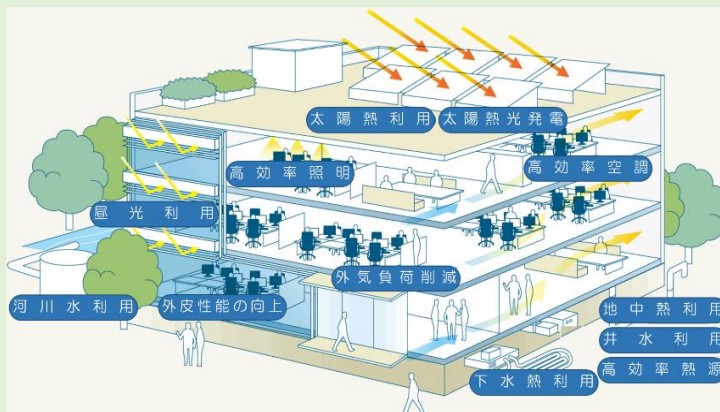 太陽熱利用
太陽熱光発電
高効率照明
高効率空調
昼光利用
外気負荷削減
河川水利用
外皮性能の向上
地中熱利用
井水利用
高効率熱源
下水熱利用